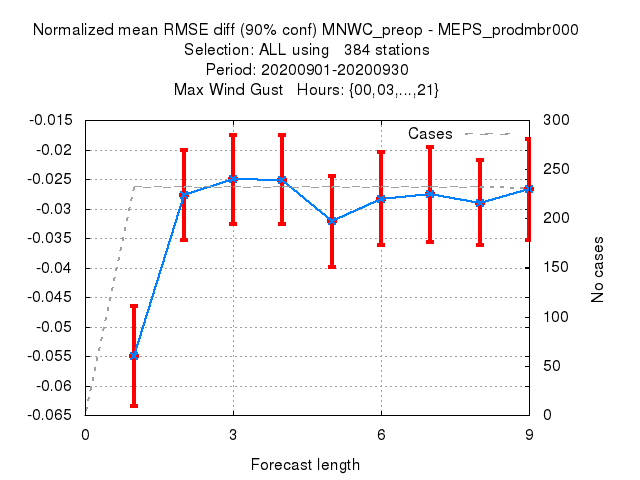 Normalized mean RMSE diff (90% conf) MNWC_preop - MEPS_prodmbr000
Selection: ALL using 384 stations
Period: 20200901-20200930
Max Wind Gust Hours: {00,03,...,21}
Cases
-0.015
-0.02
-0.025
-0.03
-0.035
-0.04
-0.045
-0.05
-0.055
-0.06
-0.065
300
250
200
150
100
50
0
No cases
0 3 6 9
Forecast length